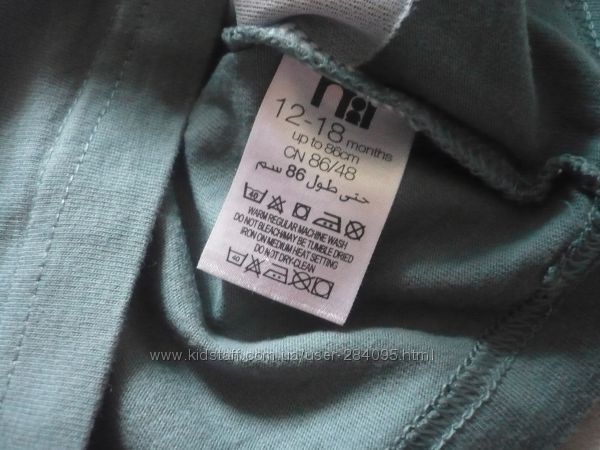 12-18 months
up to 86cm
CN 86/48
حتى طول 86 سم
40
WARM REGULAR MACHINE WASH
DO NOT BLEACH/MAY BE TUMBLE DRIED
IRON ON MEDIUM HEAT SETTING
DO NOT DRY-CLEAN
40
www.kidstaff.com.ua/user-284095.html